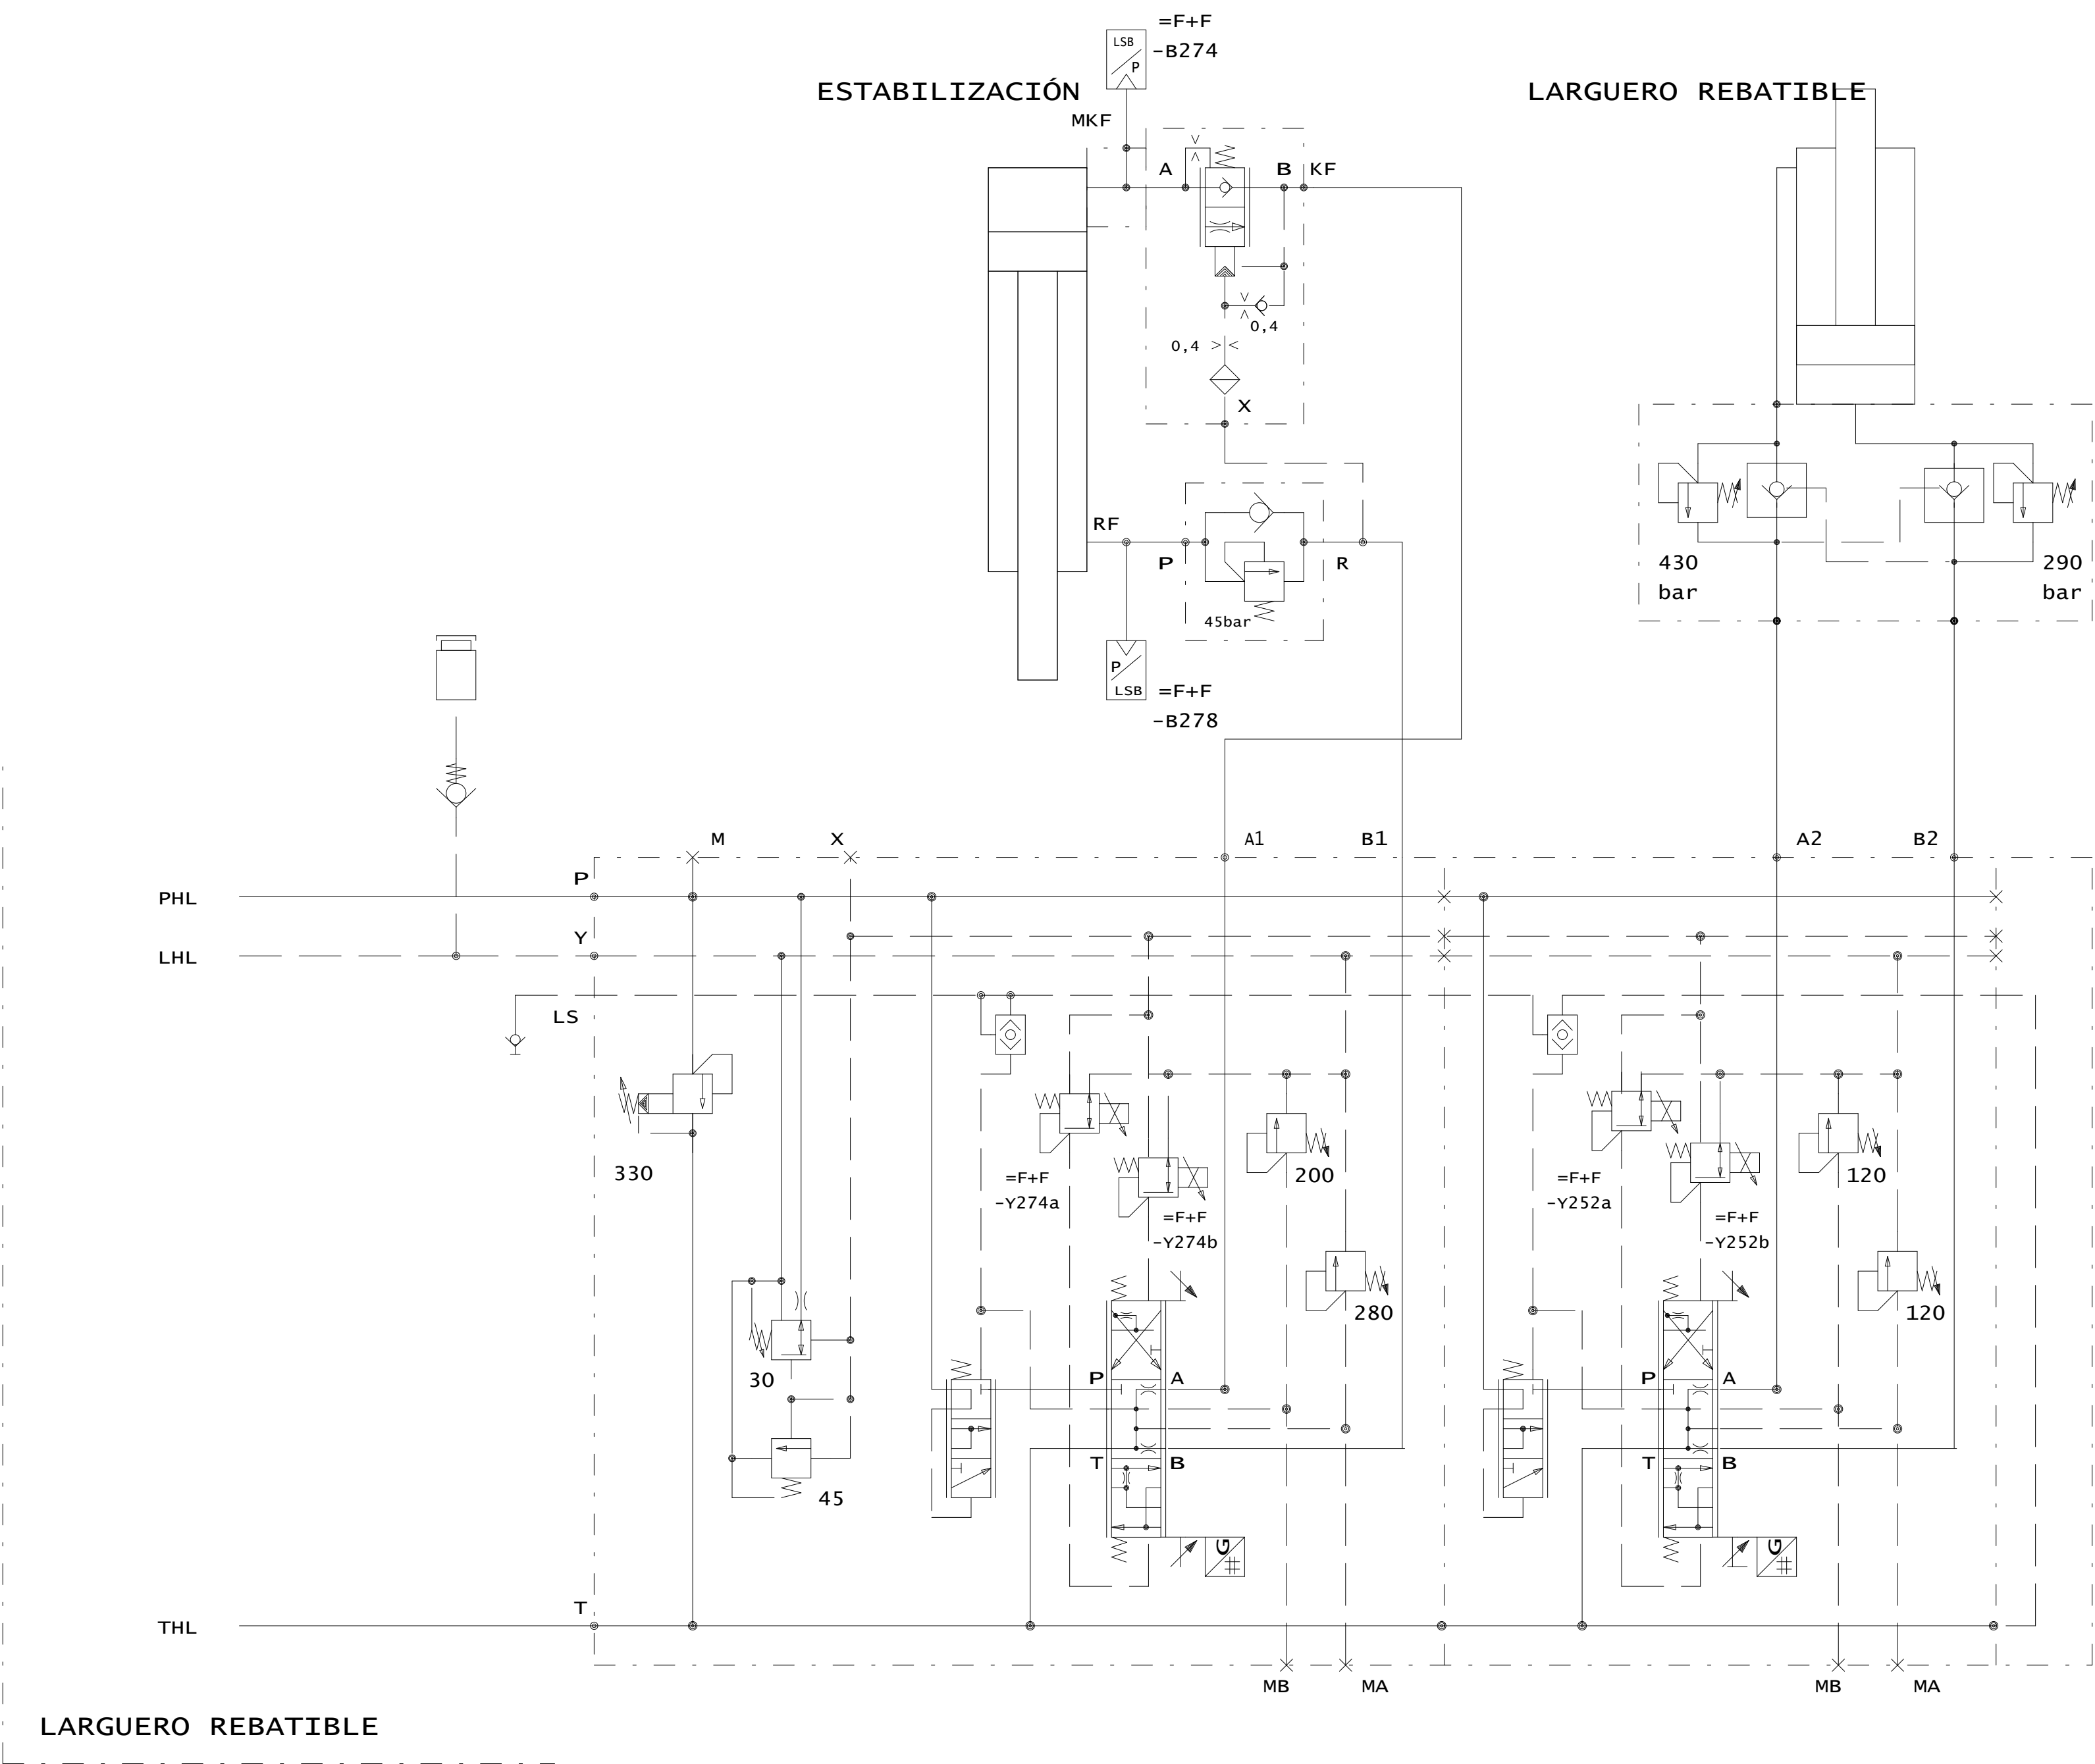 =F+F
LSB
P
-B274
ESTABILIZACIÓN
LARGUERO REBATIBLE
MKF
A
B
KF
0,4
0,4
X
RF
P
R
45bar
430
bar
290
bar
P
LSB
=F+F
-B278
M
X
A1
B1
A2
B2
P
PHL
Y
LHL
LS
330
=F+F
-Y274a
=F+F
-Y274b
200
280
=F+F
-Y252a
=F+F
-Y252b
120
120
30
45
P
A
T
B
G
#
P
A
T
B
G
#
T
THL
MB
MA
MB
MA
LARGUERO REBATIBLE